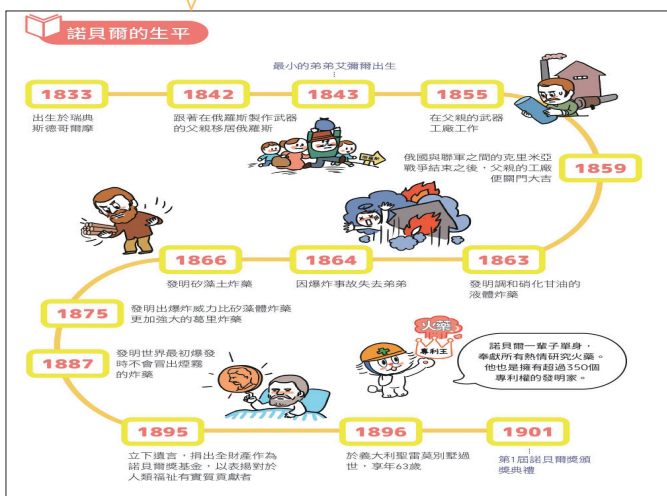 諾貝爾的生平
最小的弟弟艾彌爾出生
1833
1842
1843
1855
出生於瑞典
斯德哥爾摩
跟著在俄羅斯製作武器
的父親移居俄羅斯
在父親的武器
工廠工作
俄國與聯軍之間的克里米亞
戰爭結束之後，父親的工廠
便關門大吉
1859
1866
1864
1863
發明矽藻土炸藥
因爆炸事故失去弟弟
發明調和硝化甘油的
液體炸藥
1875
發明出爆炸威力比矽藻體炸藥
更加強大的葛里炸藥
1887
發明世界最初爆發
時不會冒出煙霧
的炸藥
火藥
專利王
諾貝爾一輩子單身，
奉獻所有熱情研究火藥。
他也是擁有超過350個
專利權的發明家。
1895
1896
1901
立下遺言，捐出全財產作為
諾貝爾獎基金，以表揚對於
人類福祉有實質貢獻者
於義大利聖雷莫別墅過
世，享年63歲
第1屆諾貝爾獎頒
獎典禮